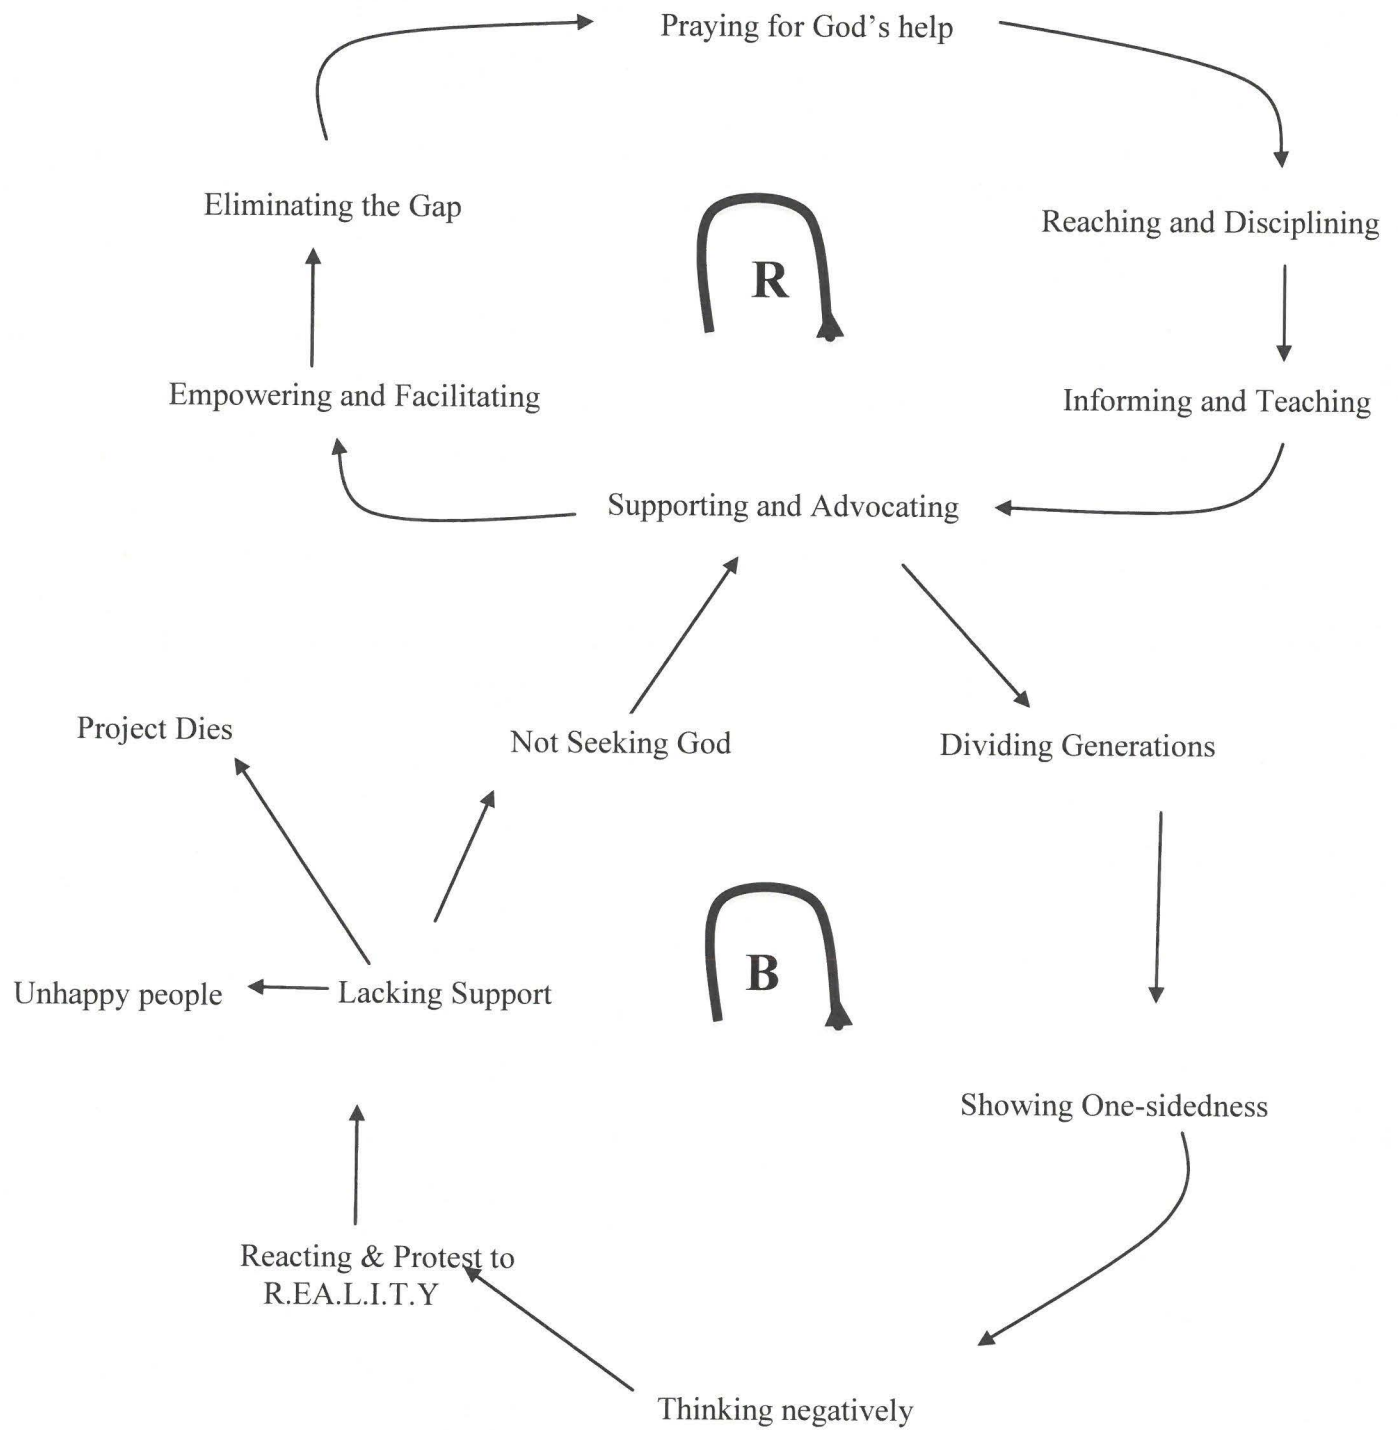 Praying for God's help
Eliminating the Gap
Reaching and Disciplining
R
Empowering and Facilitating
Informing and Teaching
Supporting and Advocating
Project Dies
Not Seeking God
Dividing Generations
B
Unhappy people
Lacking Support
Showing One-sidedness
Reacting & Protest to
R.EA.L.I.T.Y
Thinking negatively